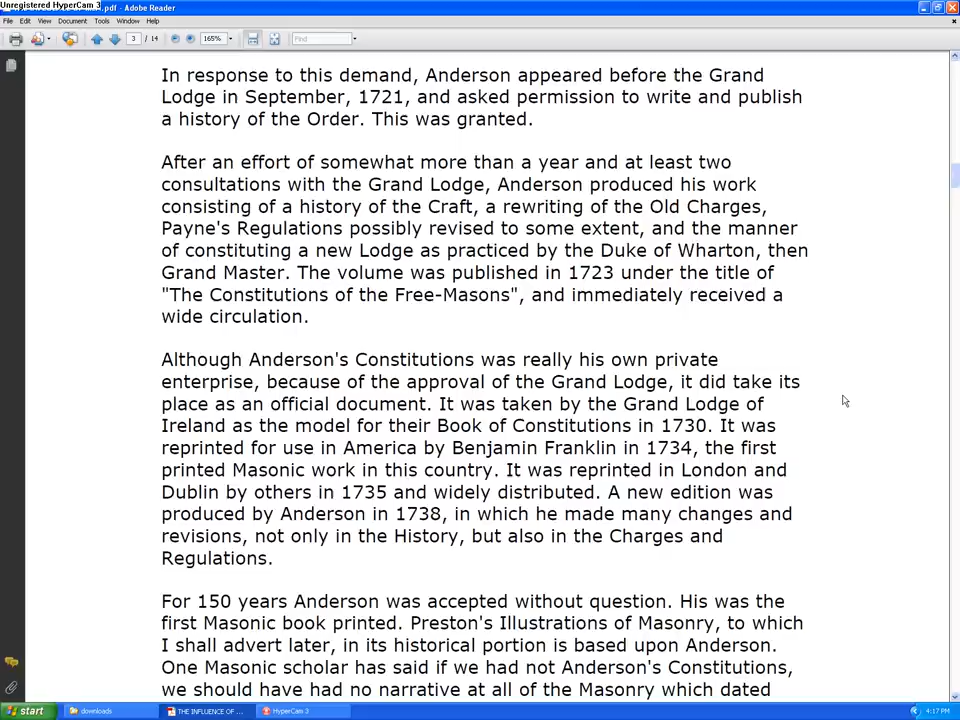 Unregistered HyperCam 3
.pdf - Adobe Reader
File Edit View Document Tools Window Help
3 / 14 165% Find
In response to this demand, Anderson appeared before the Grand
Lodge in September, 1721, and asked permission to write and publish
a history of the Order. This was granted.
After an effort of somewhat more than a year and at least two
consultations with the Grand Lodge, Anderson produced his work
consisting of a history of the Craft, a rewriting of the Old Charges,
Payne's Regulations possibly revised to some extent, and the manner
of constituting a new Lodge as practiced by the Duke of Wharton, then
Grand Master. The volume was published in 1723 under the title of
"The Constitutions of the Free-Masons", and immediately received a
wide circulation.
Although Anderson's Constitutions was really his own private
enterprise, because of the approval of the Grand Lodge, it did take its
place as an official document. It was taken by the Grand Lodge of
Ireland as the model for their Book of Constitutions in 1730. It was
reprinted for use in America by Benjamin Franklin in 1734, the first
printed Masonic work in this country. It was reprinted in London and
Dublin by others in 1735 and widely distributed. A new edition was
produced by Anderson in 1738, in which he made many changes and
revisions, not only in the History, but also in the Charges and
Regulations.
For 150 years Anderson was accepted without question. His was the
first Masonic book printed. Preston's Illustrations of Masonry, to which
I shall advert later, in its historical portion is based upon Anderson.
One Masonic scholar has said if we had not Anderson's Constitutions,
we should have had no narrative at all of the Masonry which dated
start downloads THE INFLUENCE OF ... HyperCam 3 4:17 PM